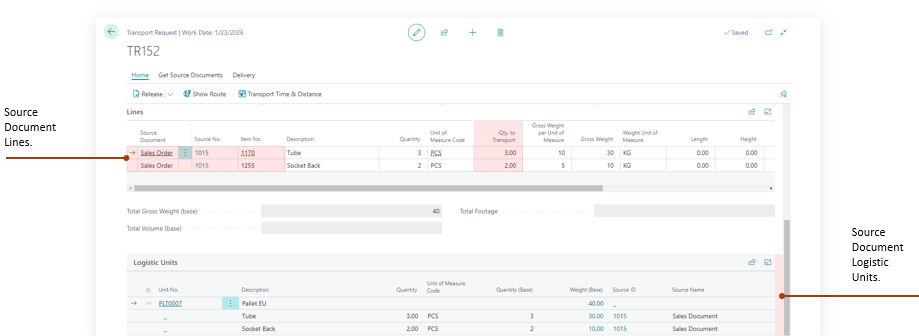 Transport Request | Work Date: 1/23/2026
Saved
TR152
Home Get Source Documents Delivery
Release Show Route Transport Time & Distance
Source
Document
Lines.
Lines
Source Document Source No. Item No. Description Quantity Unit of Measure Code Qty. to Transport Gross Weight per Unit of Measure Gross Weight Weight Unit of Measure Length Height
Sales Order 1015 1170 Tube 3 PCS 3.00 10 30 KG 0.00 0.00
Sales Order 1015 1255 Socket Back 2 PCS 2.00 5 10 KG 0.00 0.00
Total Gross Weight (base) 40 Total Footage
Total Volume (base)
Source
Document
Logistic
Units.
Logistic Units
Unit No. Description Quantity Unit of Measure Code Quantity (Base) Weight (Base) Source ID Source Name
PLT0007 Pallet EU 40.00 _
_ Tube 3.00 PCS 3 30.00 1015 Sales Document
_ Socket Back 2.00 PCS 2 10.00 1015 Sales Document